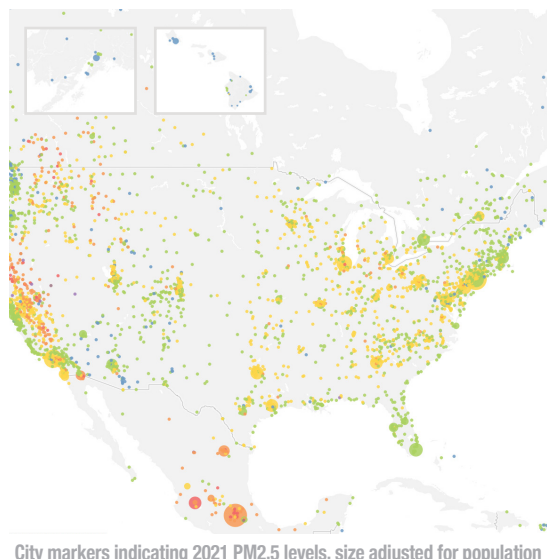 City markers indicating 2021 PM2.5 levels, size adjusted for population